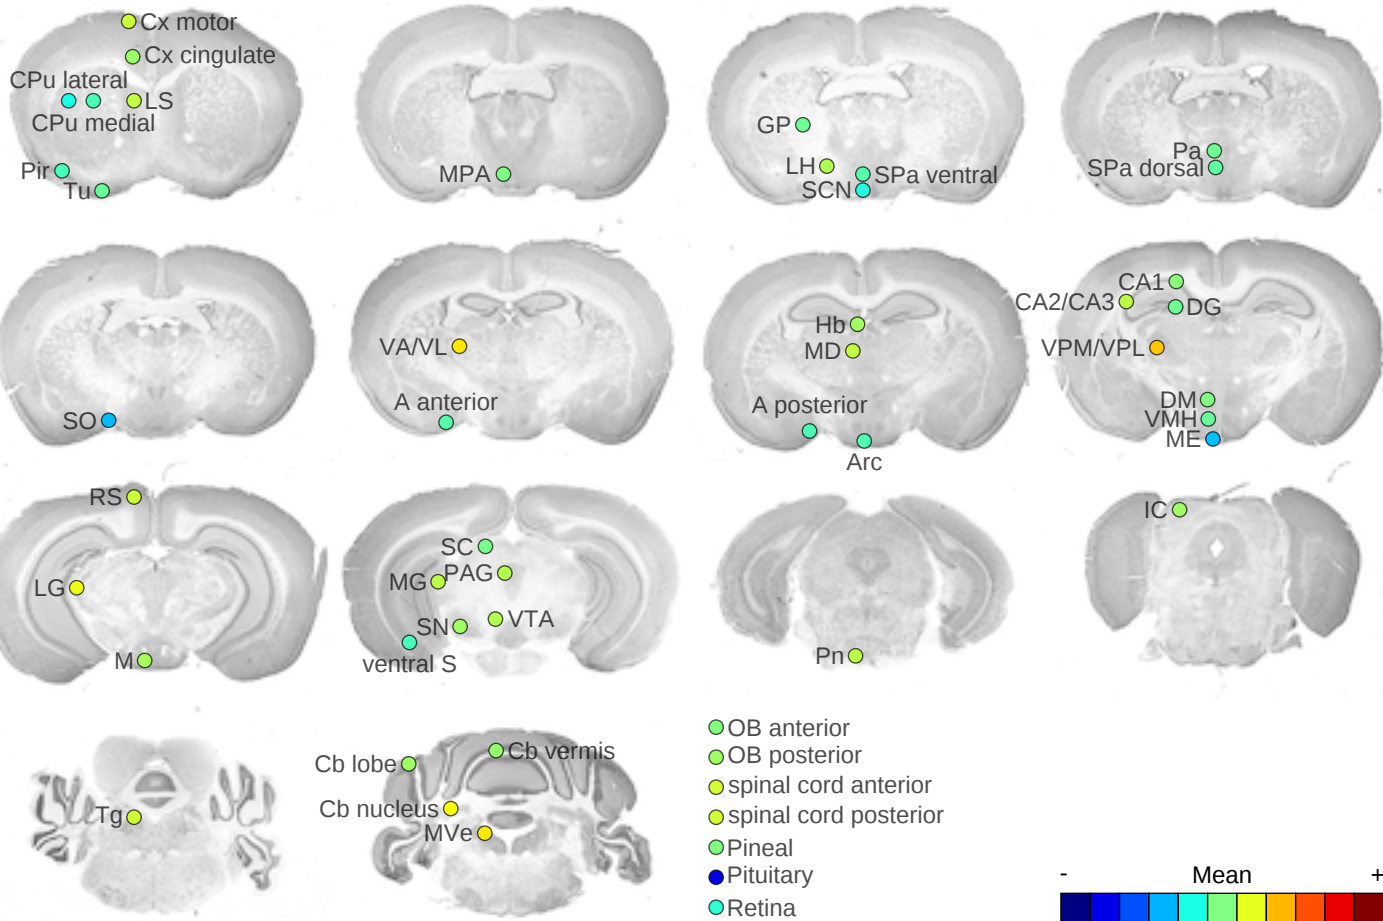 Cx motor
Cx cingulate
CPu lateral
LS
CPu medial
Pir
Tu
MPA
GP
LH
SPa ventral
SCN
Pa
SPa dorsal
SO
VA/VL
A anterior
Hb
MD
A posterior
Arc
CA1
CA2/CA3
DG
VPM/VPL
DM
VMH
ME
RS
LG
M
SC
PAG
MG
VTA
SN
ventral S
Pn
IC
Tg
Cb vermis
Cb lobe
Cb nucleus
MVe
OB anterior
OB posterior
spinal cord anterior
spinal cord posterior
Pineal
Pituitary
Retina
- Mean +